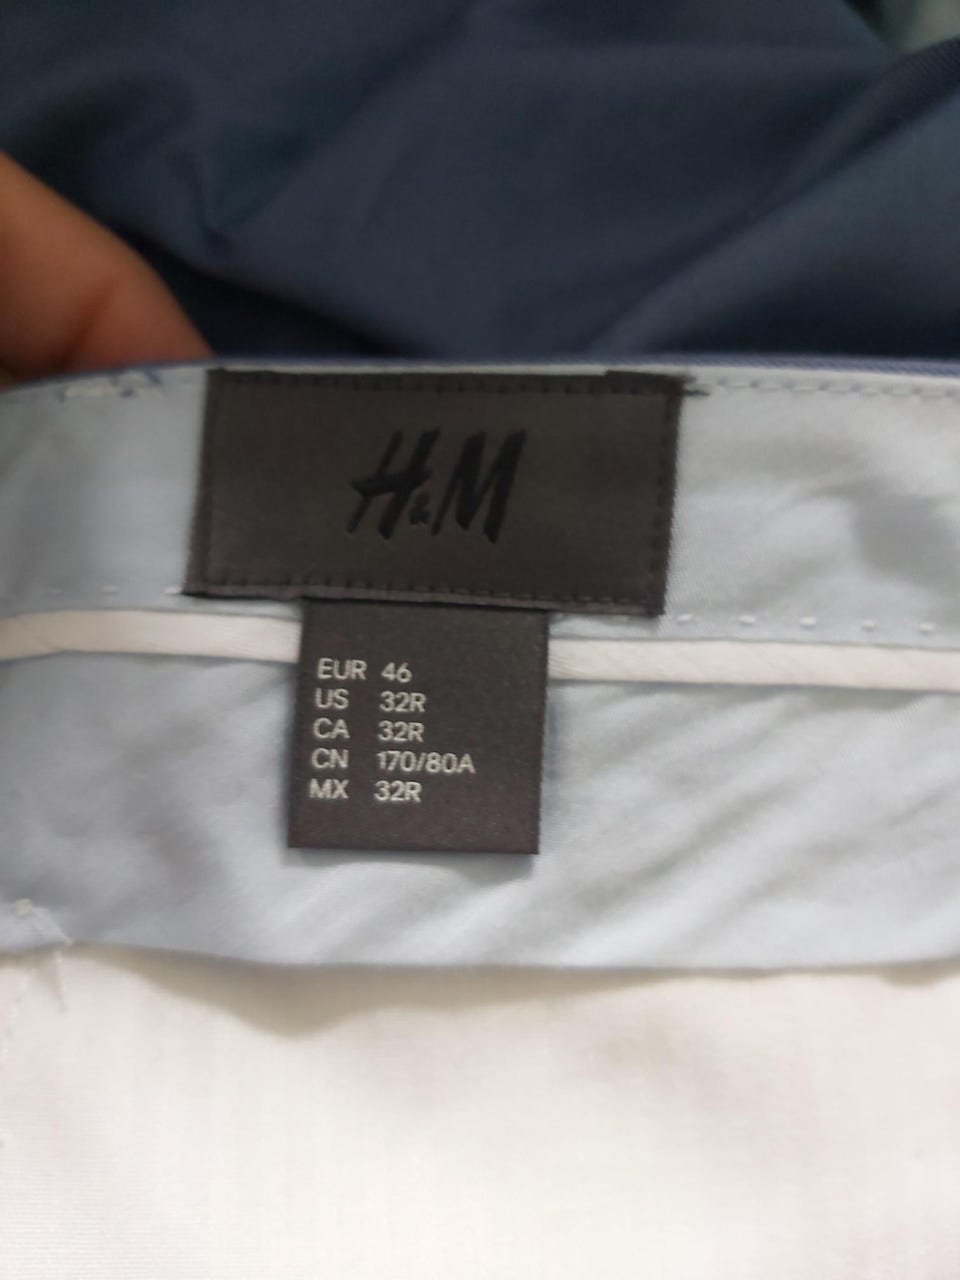 H&M
EUR 46
US 32R
CA 32R
CN 170/80A
MX 32R